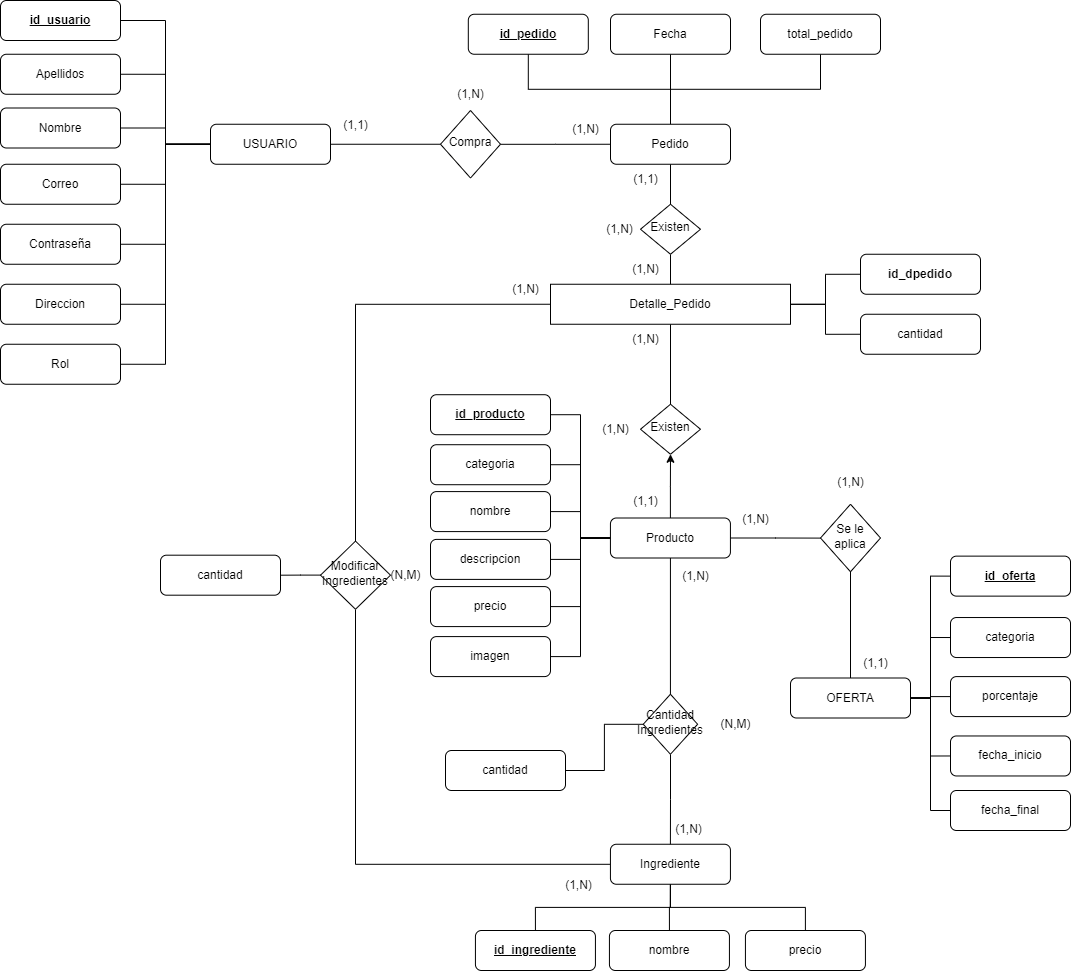 id_usuario
Apellidos
Nombre
Correo
Contraseña
Direccion
Rol
USUARIO
(1,1)
(1,N)
Compra
(1,N)
id_pedido
Fecha
total_pedido
Pedido
(1,1)
(1,N)
Existen
(1,N)
(1,N)
Detalle_Pedido
id_dpedido
cantidad
(1,N)
(1,N)
Existen
(1,1)
id_producto
categoria
nombre
descripcion
precio
imagen
Producto
(1,N)
(1,N)
Se le
aplica
(1,N)
cantidad
Modificar
Ingredientes
(N,M)
(1,1)
OFERTA
id_oferta
categoria
porcentaje
fecha_inicio
fecha_final
Cantidad
Ingredientes
(N,M)
cantidad
(1,N)
Ingrediente
(1,N)
id_ingrediente
nombre
precio